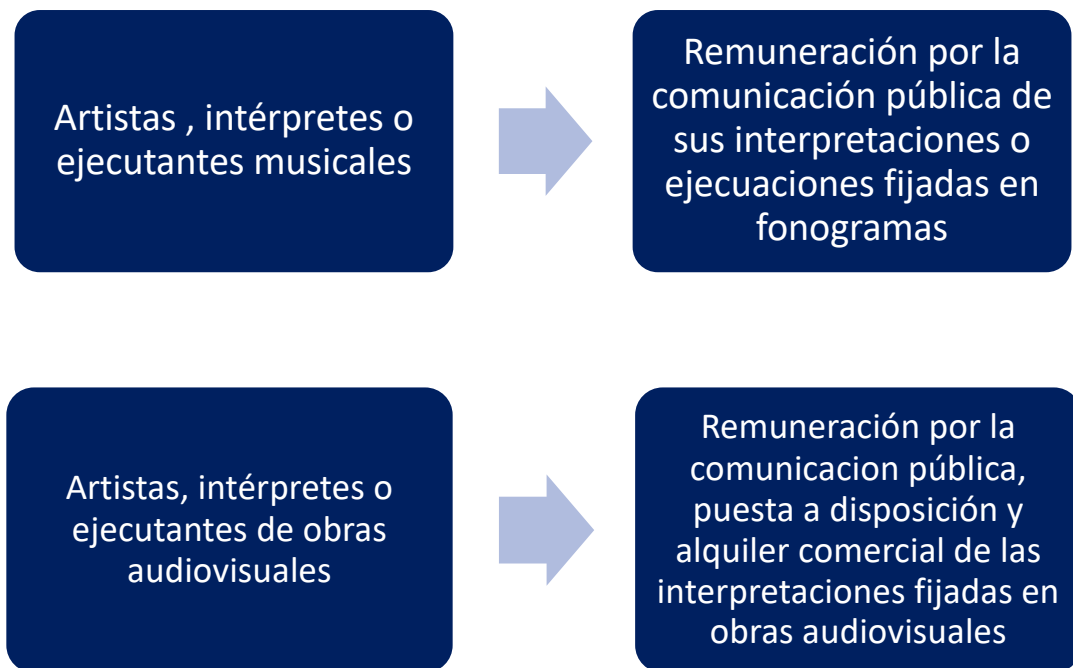 Artistas , intérpretes o
ejecutantes musicales
Remuneración por la
comunicación pública de
sus interpretaciones o
ejecuaciones fijadas en
fonogramas
Artistas, intérpretes o
ejecutantes de obras
audiovisuales
Remuneración por la
comunicacion pública,
puesta a disposición y
alquiler comercial de las
interpretaciones fijadas en
obras audiovisuales